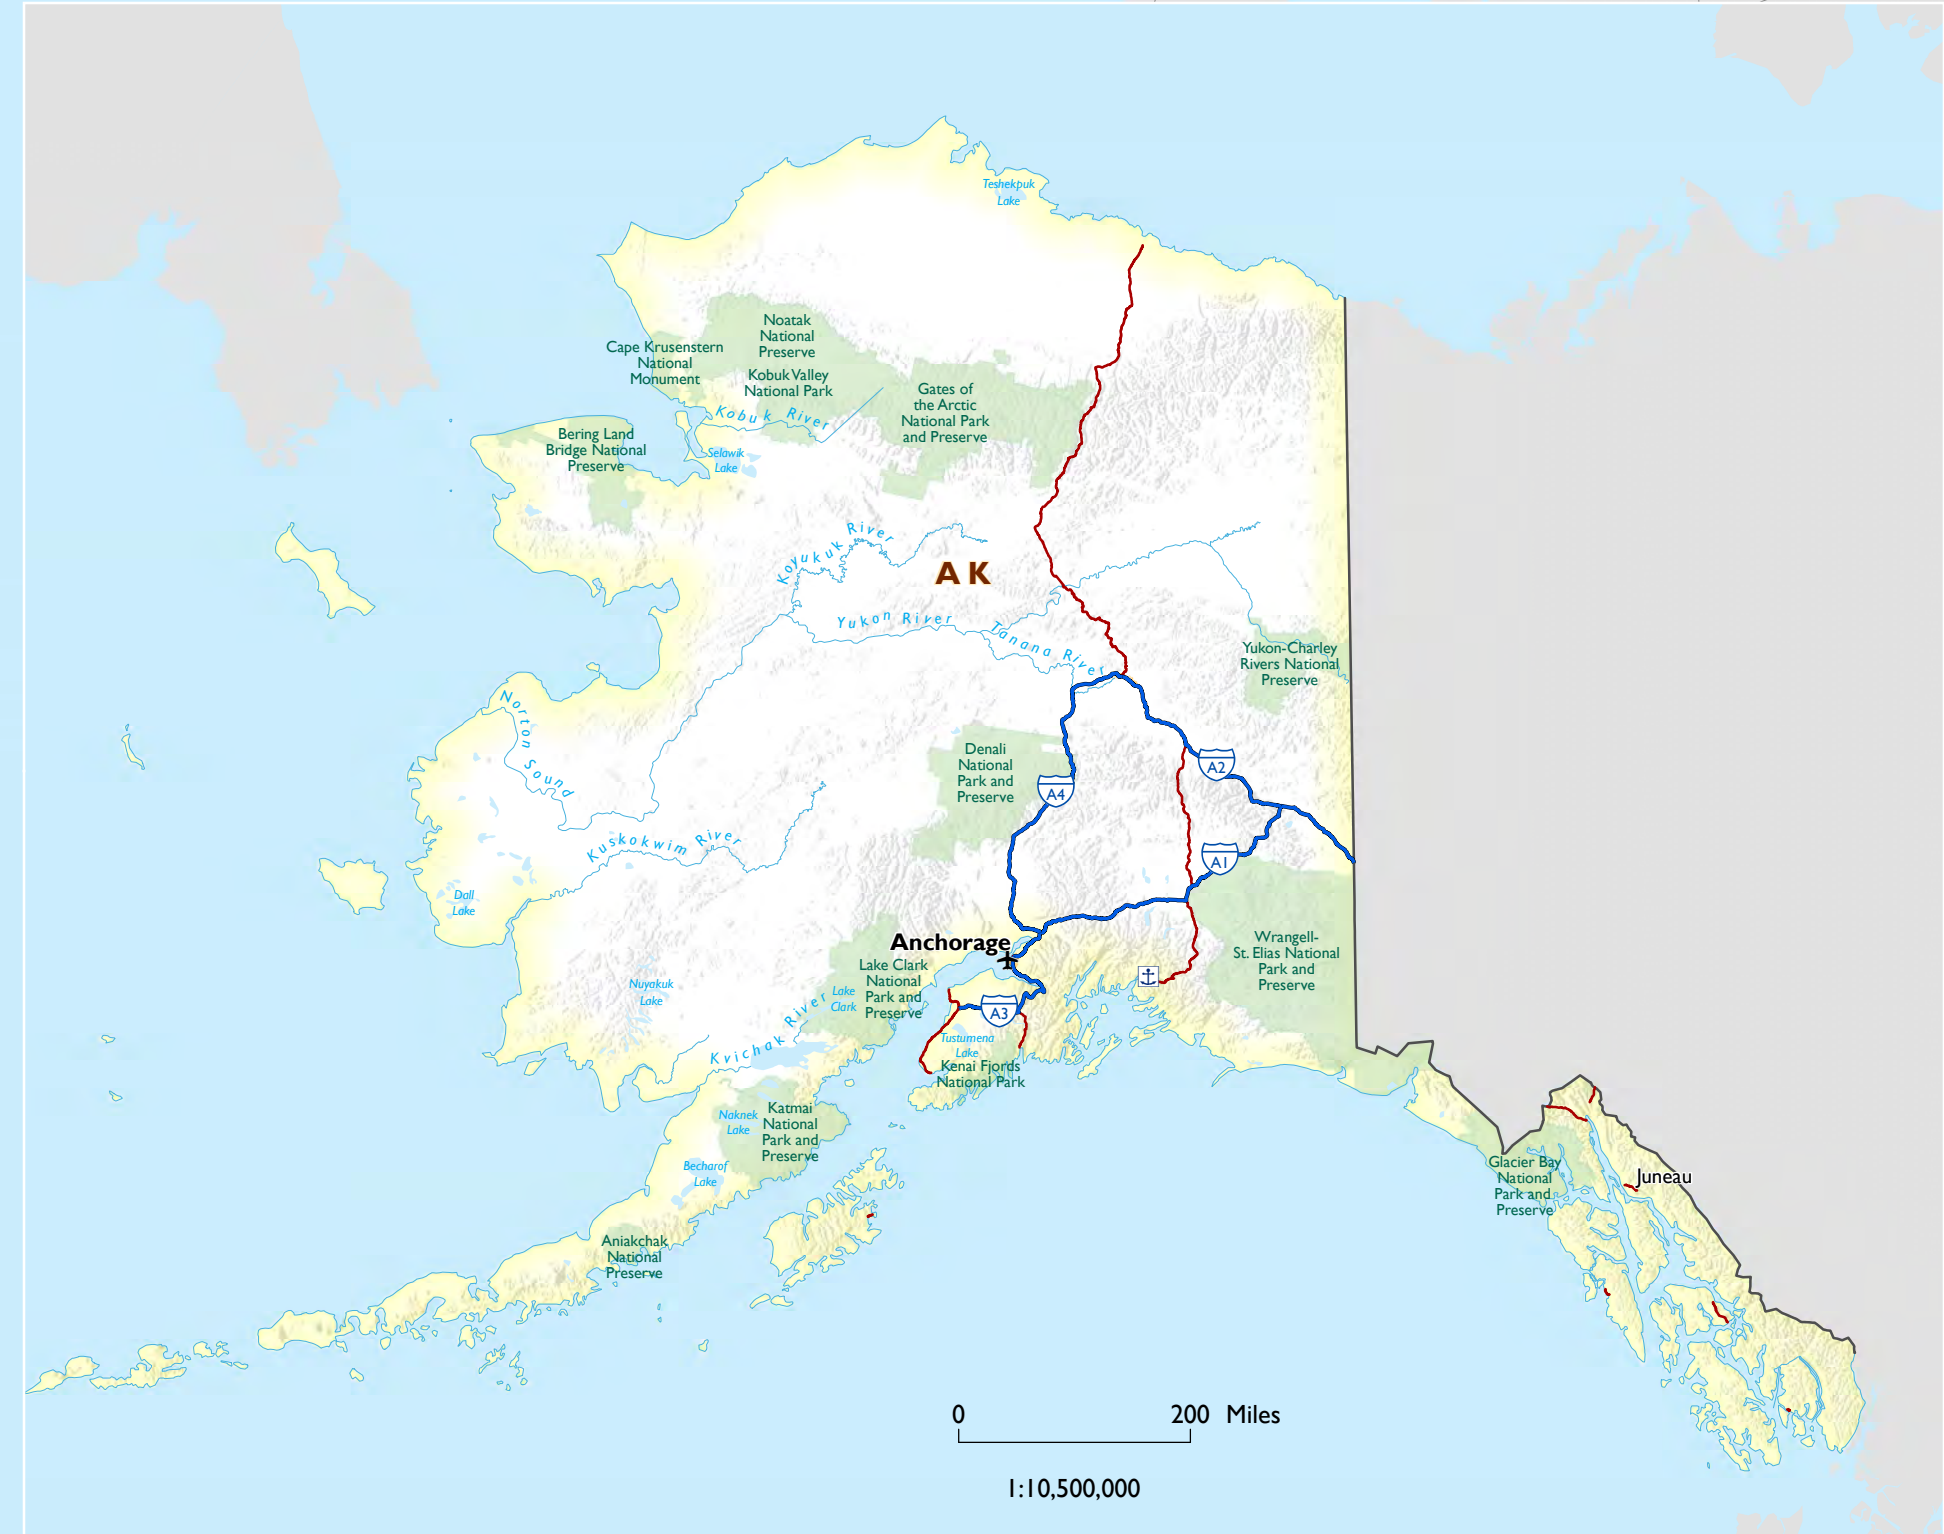 Teshekpuk
Lake
Noatak
National
Preserve
Cape Krusenstern
National
Monument
Kobuk Valley
National Park
Gates of
the Arctic
National Park
and Preserve
Kobuk River
Bering Land
Bridge National
Preserve
Selawik
Lake
Koyukuk River
AK
Yukon River
Tanana River
Yukon-Charley
Rivers National
Preserve
Norton Sound
Denali
National
Park and
Preserve
A4
A2
Kuskokwim River
A1
Dall
Lake
Anchorage
Wrangell-
St. Elias National
Park and
Preserve
Lake Clark
National
Park and
Preserve
Lake
Clark
Nuyakuk
Lake
A3
Kvichak River
Tustumena
Lake
Kenai Fjords
National Park
Naknek
Lake
Katmai
National
Park and
Preserve
Becharof
Lake
Glacier Bay
National
Park and
Preserve
Juneau
Aniakchak
National
Preserve
0 200 Miles
1:10,500,000